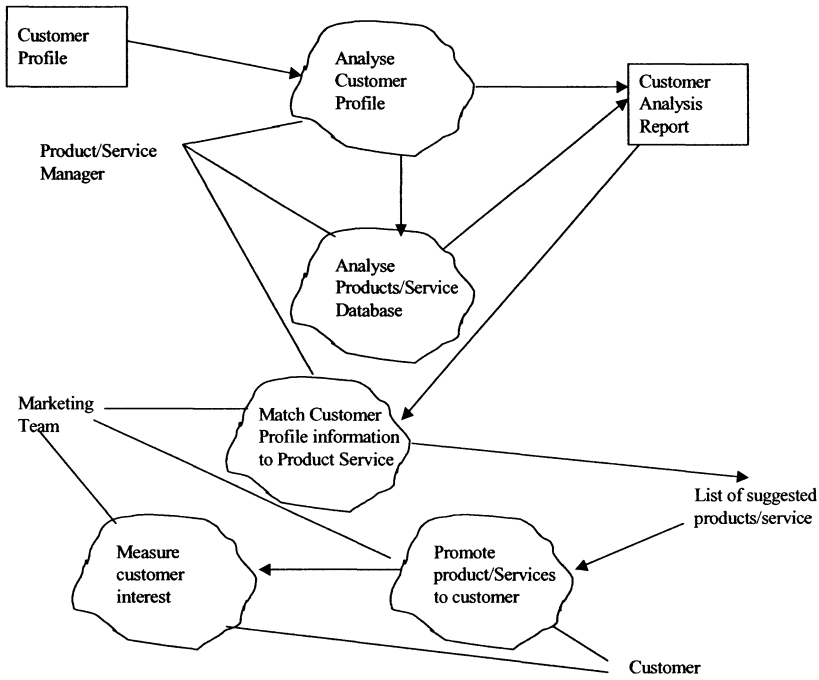 Customer
Profile
Analyse
Customer
Profile
Customer
Analysis
Report
Product/Service
Manager
Analyse
Products/Service
Database
Marketing
Team
Match Customer
Profile information
to Product Service
List of suggested
products/service
Measure
customer
interest
Promote
product/Services
to customer
Customer